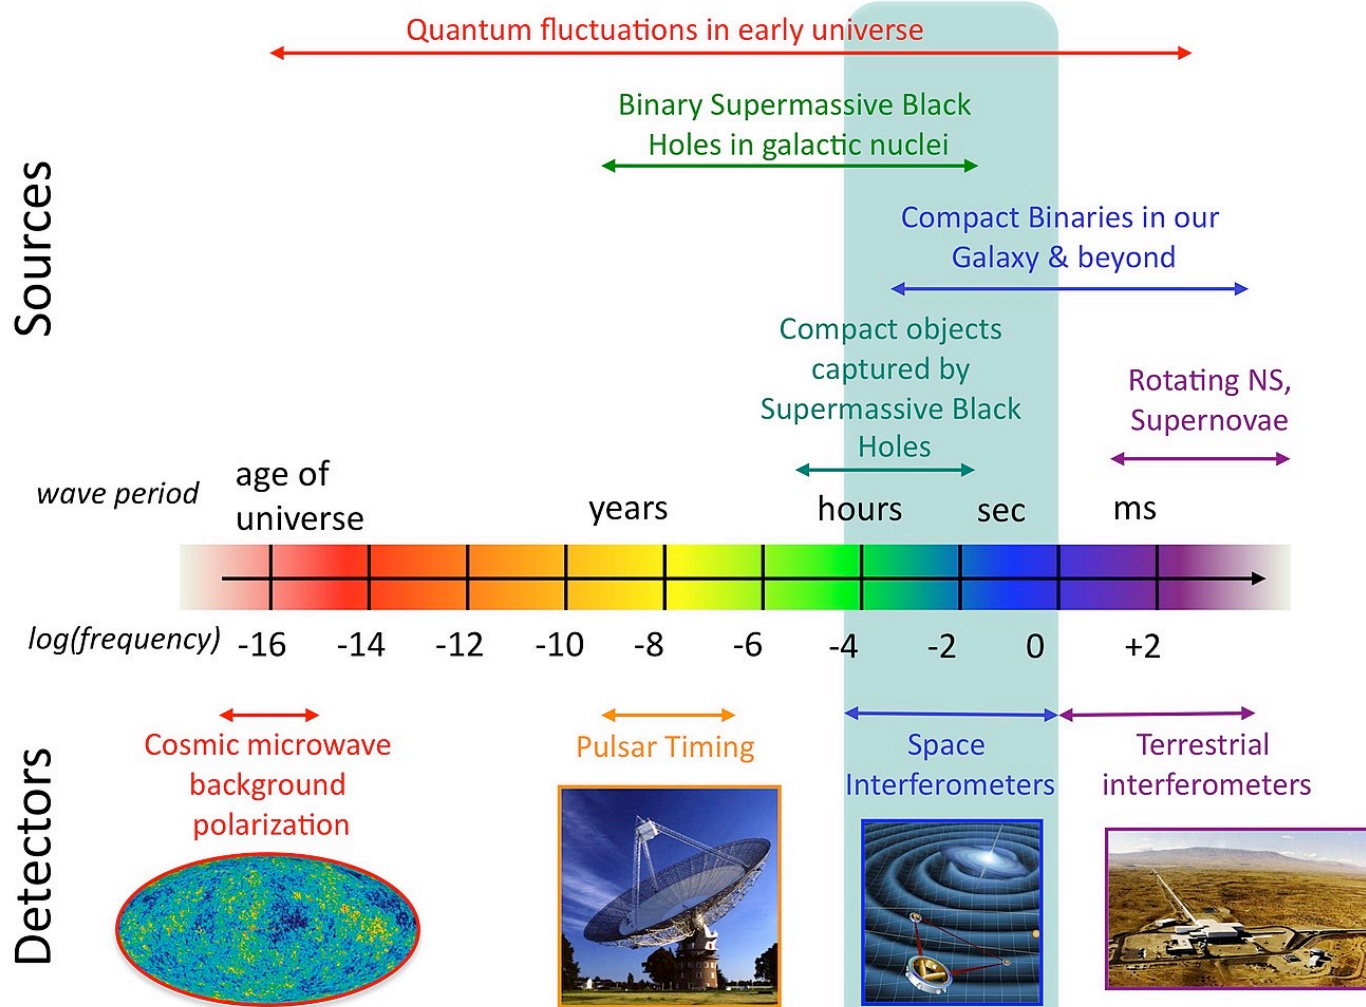 Quantum fluctuations in early universe
Binary Supermassive Black
Holes in galactic nuclei
Compact Binaries in our
Galaxy & beyond
Compact objects
captured by
Supermassive Black
Holes
Rotating NS,
Supernovae
Sources
wave period
age of
universe
years
hours
sec
ms
log(frequency)
-16 -14 -12 -10 -8 -6 -4 -2 0 +2
Detectors
Cosmic microwave
background
polarization
Pulsar Timing
Space
Interferometers
Terrestrial
interferometers